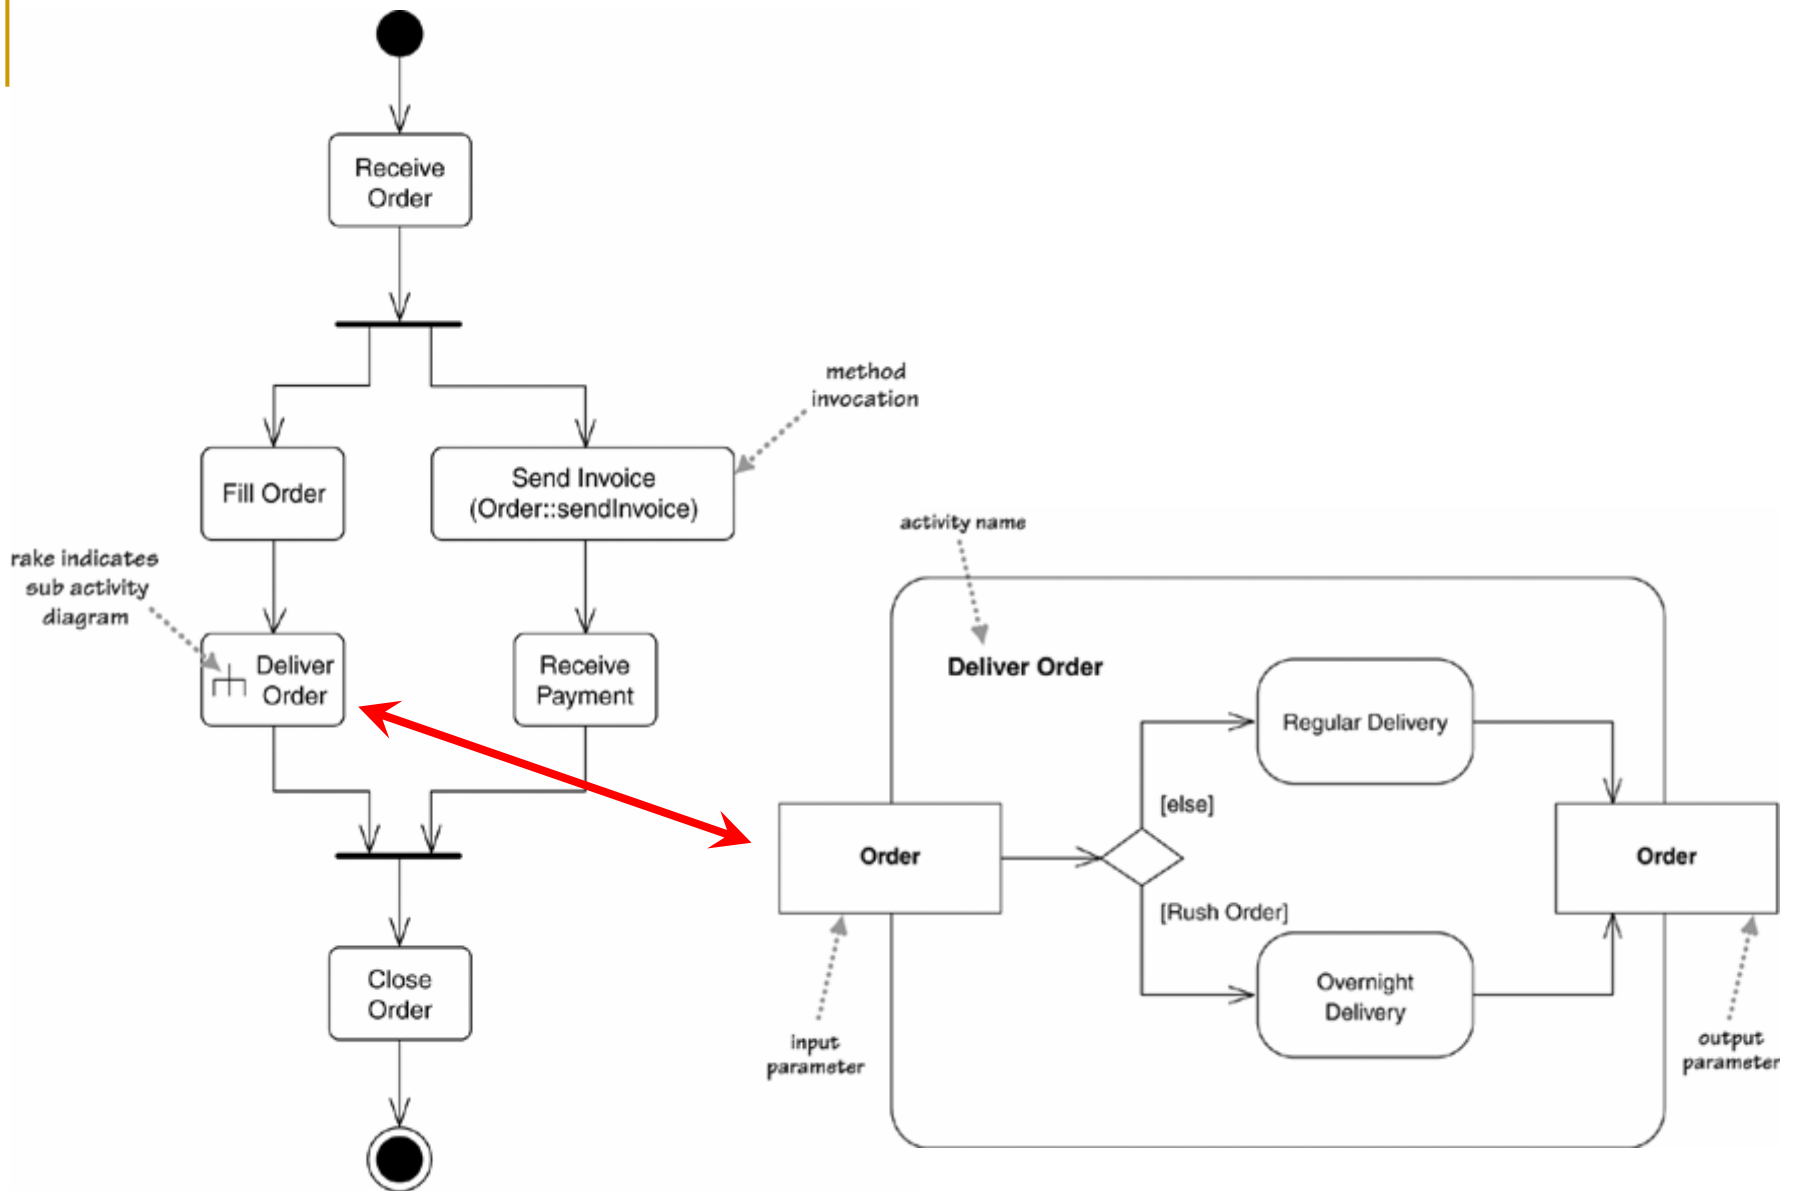 Receive
Order
method
invocation
Fill Order
Send Invoice
(Order::sendInvoice)
rake indicates
sub activity
diagram
Deliver
Order
Receive
Payment
Close
Order
activity name
Deliver Order
Regular Delivery
[else]
Order
Order
[Rush Order]
Overnight
Delivery
input
parameter
output
parameter